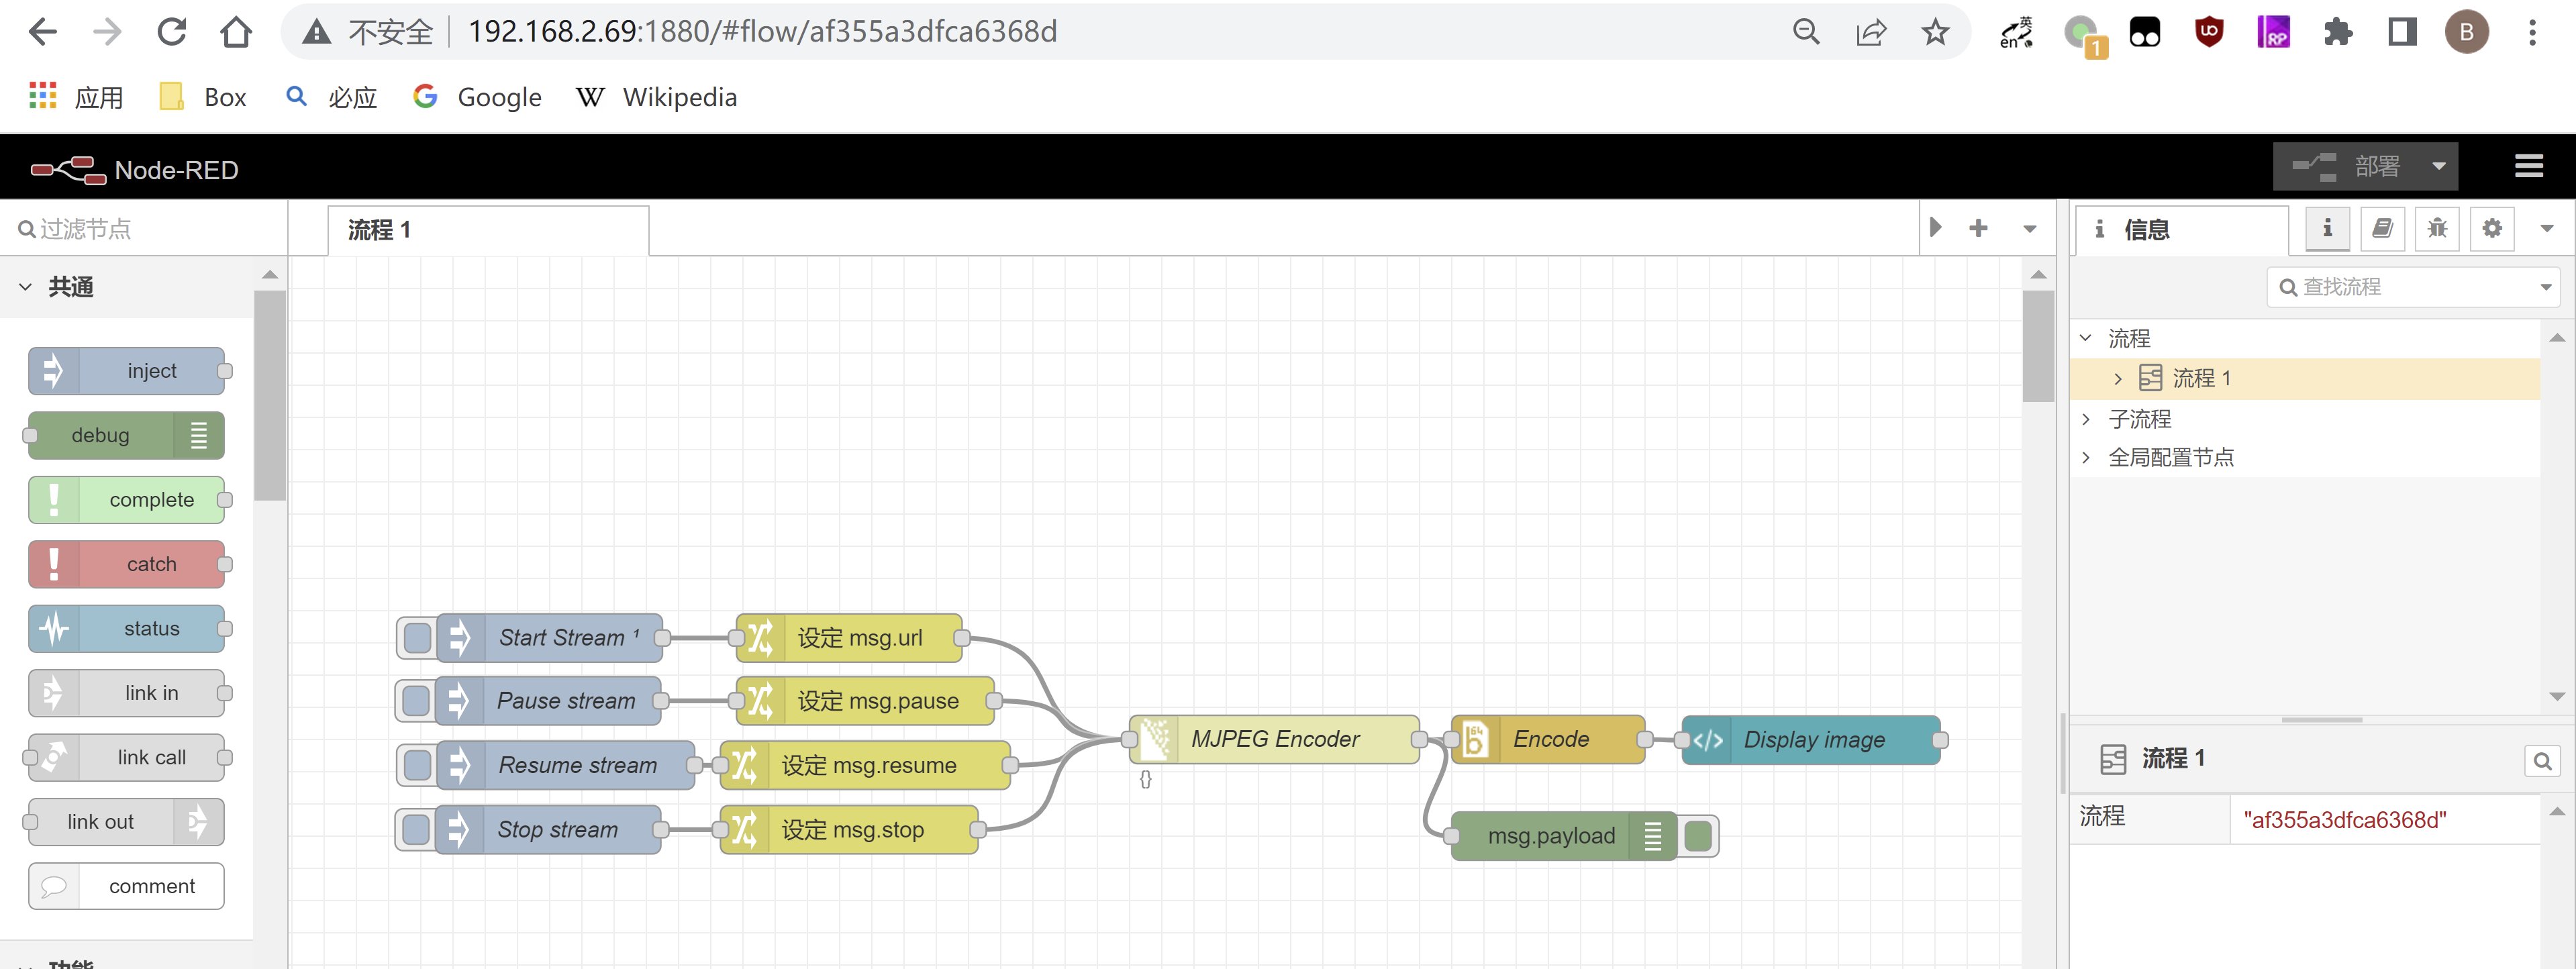 不安全 192.168.2.69:1880/#flow/af355a3dfca6368d
英
en
1
UO
RP
B
应用 Box 必应 Google W Wikipedia
Node-RED 部署
过滤节点 流程 1 i 信息 i
共通 查找流程
流程
inject 流程 1
debug 子流程
全局配置节点
complete
catch
status
Start Stream ¹ 设定 msg.url
link in Pause stream 设定 msg.pause
MJPEG Encoder Encode Display image
{}
link call Resume stream 设定 msg.resume 流程 1
link out Stop stream 设定 msg.stop msg.payload 流程 "af355a3dfca6368d"
comment
功能